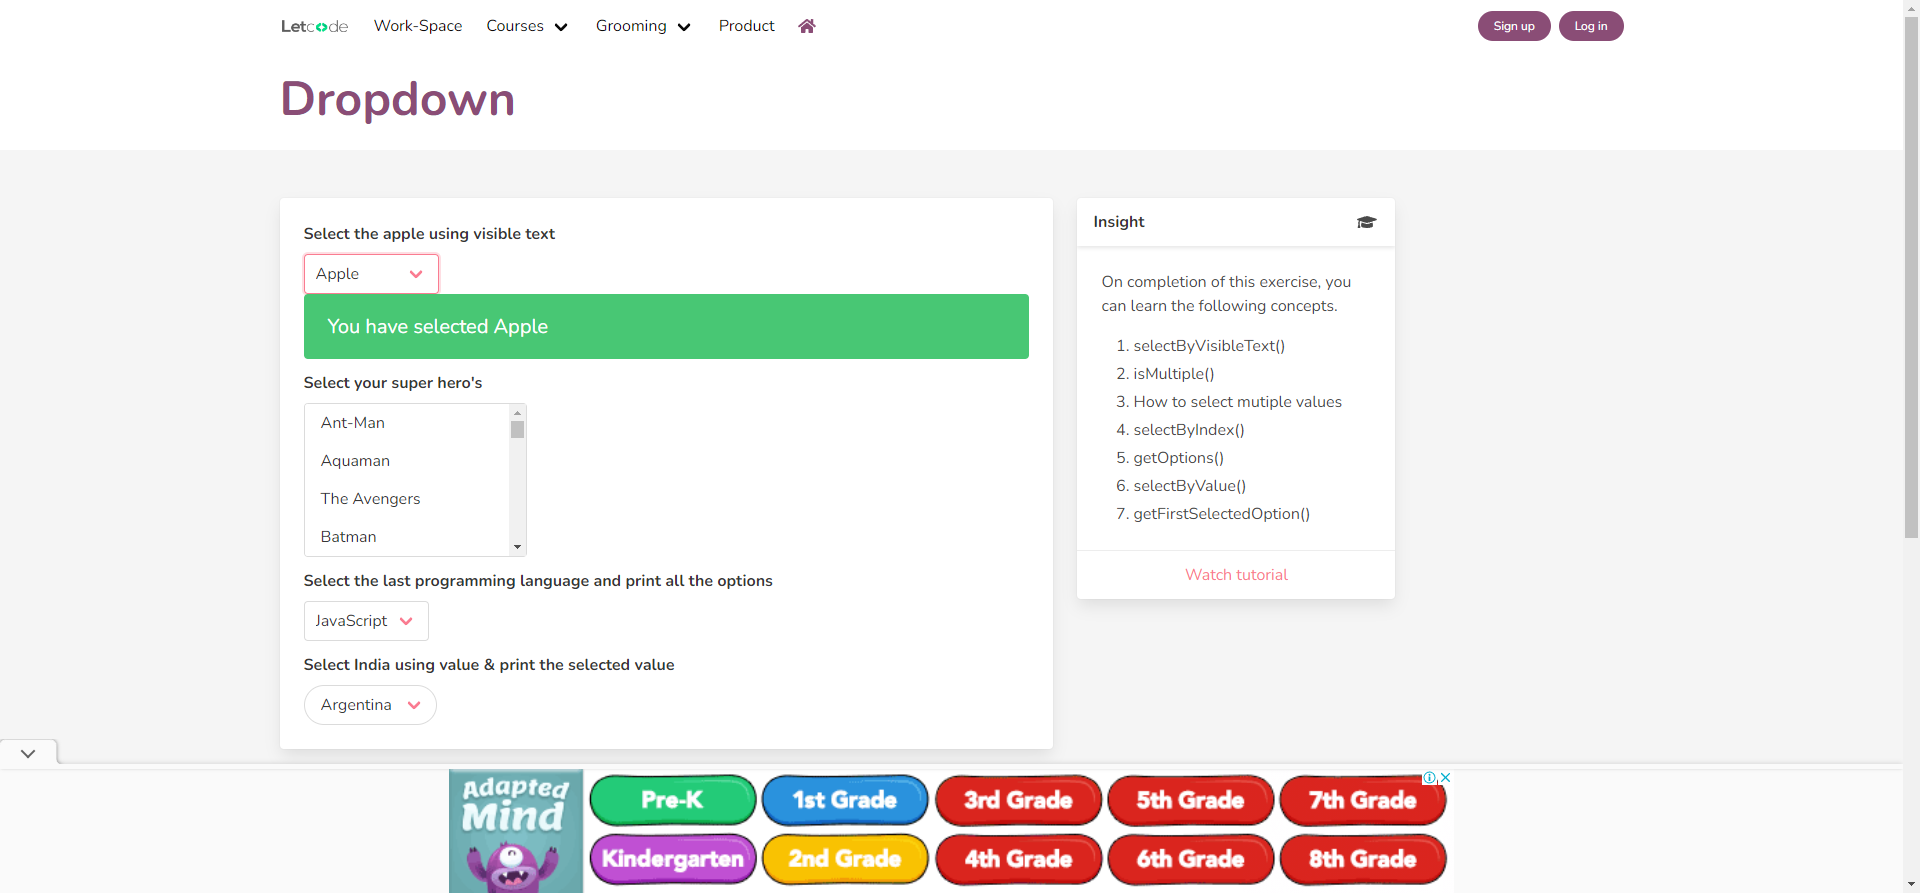 Letcode Work-Space Courses Grooming Product Sign up Log in
Dropdown
Select the apple using visible text
Apple
You have selected Apple
Select your super hero's
Ant-Man
Aquaman
The Avengers
Batman
Select the last programming language and print all the options
JavaScript
Select India using value & print the selected value
Argentina
Insight
On completion of this exercise, you
can learn the following concepts.
1. selectByVisibleText()
2. isMultiple()
3. How to select mutiple values
4. selectByIndex()
5. getOptions()
6. selectByValue()
7. getFirstSelectedOption()
Watch tutorial
Adapted
Mind
Pre-K 1st Grade 3rd Grade 5th Grade 7th Grade
Kindergarten 2nd Grade 4th Grade 6th Grade 8th Grade